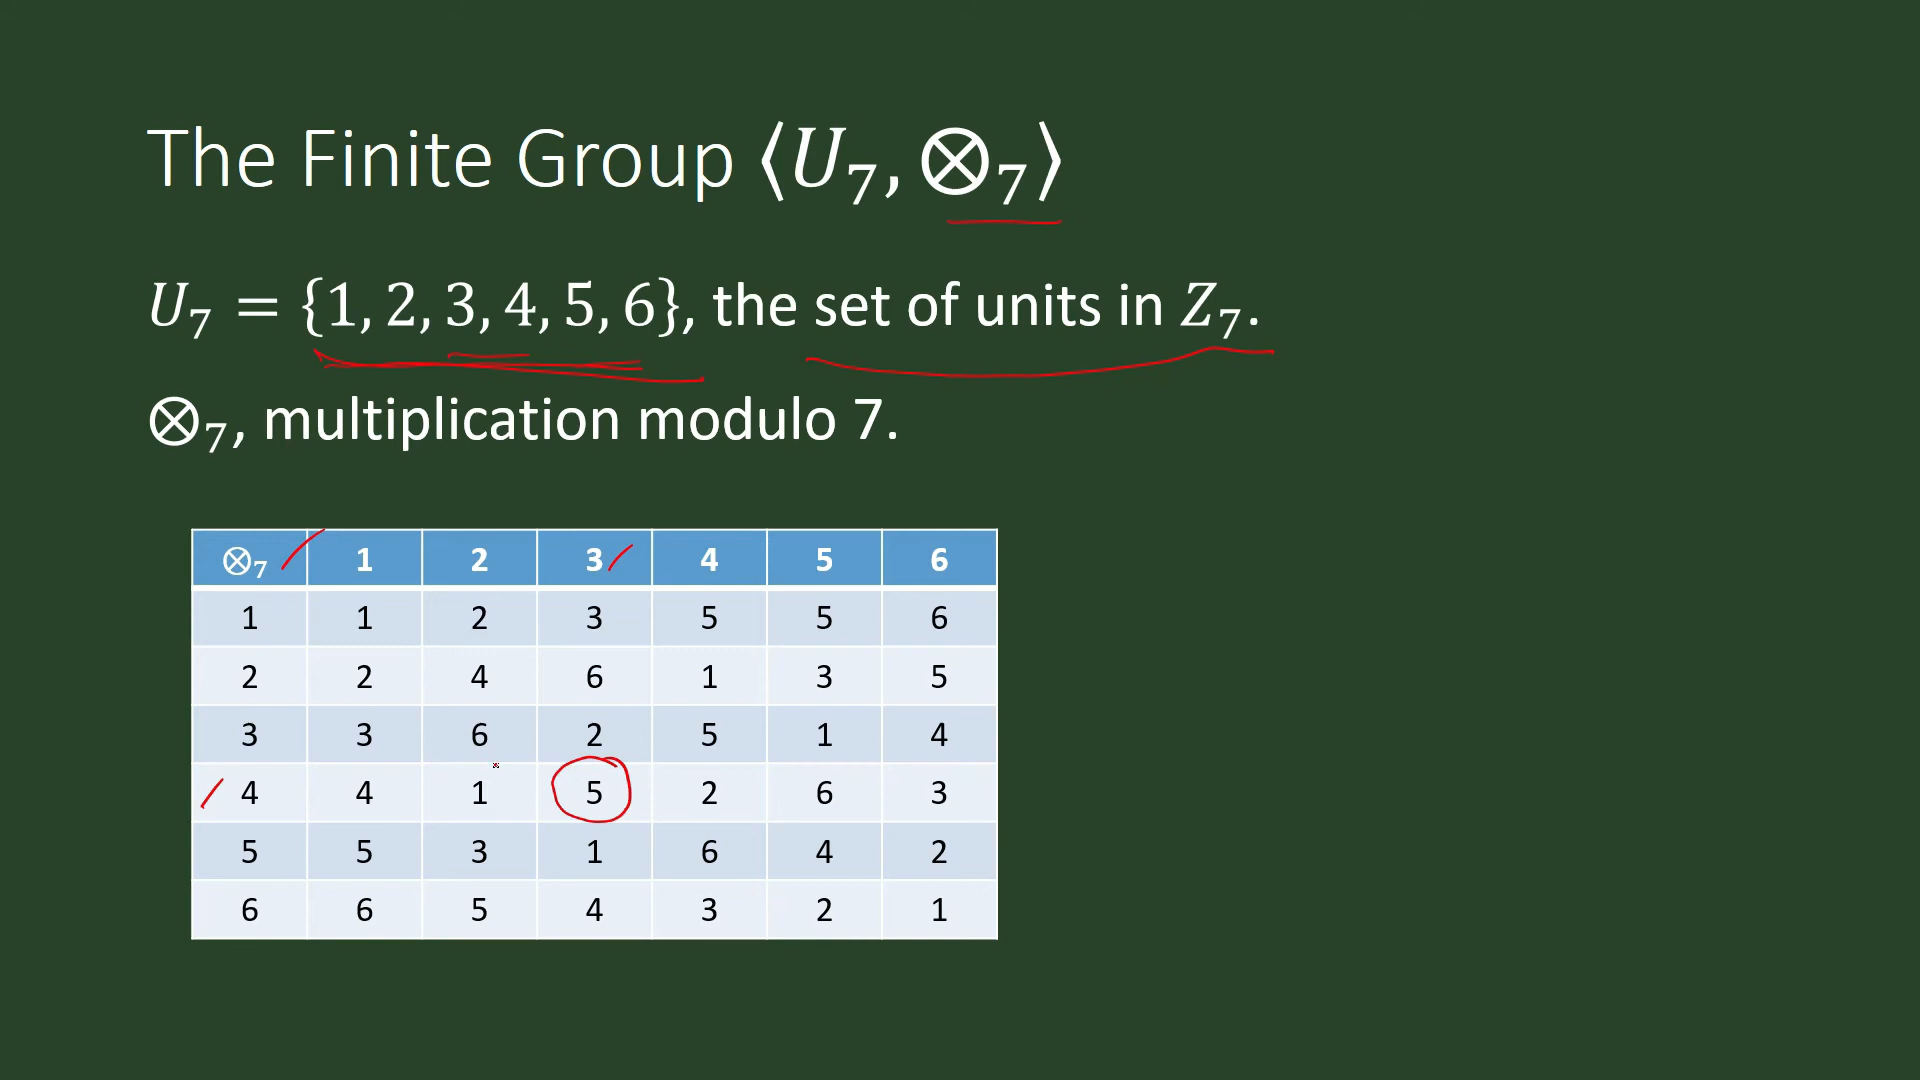 The Finite Group ⟨U₇, ⊗₇⟩
U₇ = {1, 2, 3, 4, 5, 6}, the set of units in Z₇.
⊗₇, multiplication modulo 7.
⊗₇ 1 2 3 4 5 6
1 1 2 3 5 5 6
2 2 4 6 1 3 5
3 3 6 2 5 1 4
4 4 1 5 2 6 3
5 5 3 1 6 4 2
6 6 5 4 3 2 1